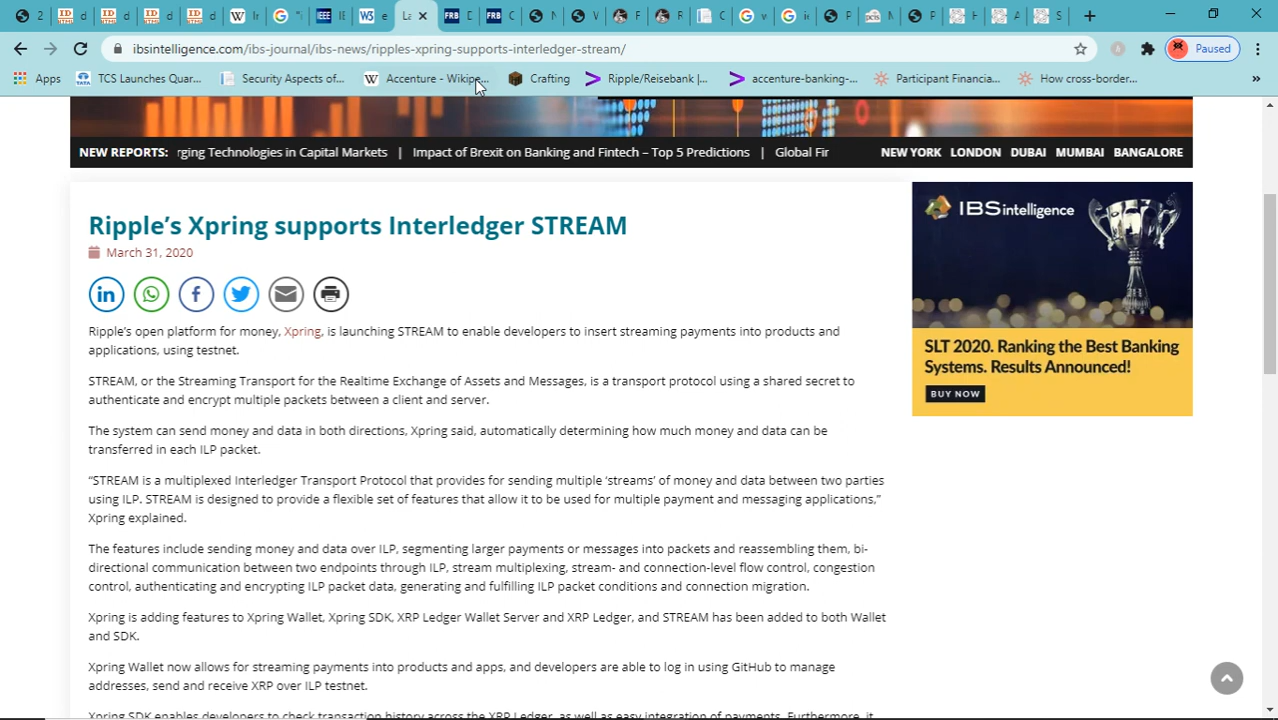 2
d
d
d
d
Ir
"i
IE
e
La
D
C
N
V
F
R
C
v
ie
P
N
P
H
A
S
ibsintelligence.com/ibs-journal/ibs-news/ripples-xpring-supports-interledger-stream/
Paused
Apps
TCS Launches Quar...
Security Aspects of...
Accenture - Wikipe...
Crafting
Ripple/Reisebank |...
accenture-banking-...
Participant Financia...
How cross-border...
»
NEW REPORTS: rging Technologies in Capital Markets | Impact of Brexit on Banking and Fintech – Top 5 Predictions | Global Fir
NEW YORK LONDON DUBAI MUMBAI BANGALORE
Ripple’s Xpring supports Interledger STREAM
March 31, 2020
Ripple’s open platform for money, Xpring, is launching STREAM to enable developers to insert streaming payments into products and
applications, using testnet.
STREAM, or the Streaming Transport for the Realtime Exchange of Assets and Messages, is a transport protocol using a shared secret to
authenticate and encrypt multiple packets between a client and server.
The system can send money and data in both directions, Xpring said, automatically determining how much money and data can be
transferred in each ILP packet.
“STREAM is a multiplexed Interledger Transport Protocol that provides for sending multiple ‘streams’ of money and data between two parties
using ILP. STREAM is designed to provide a flexible set of features that allow it to be used for multiple payment and messaging applications,”
Xpring explained.
The features include sending money and data over ILP, segmenting larger payments or messages into packets and reassembling them, bi-
directional communication between two endpoints through ILP, stream multiplexing, stream- and connection-level flow control, congestion
control, authenticating and encrypting ILP packet data, generating and fulfilling ILP packet conditions and connection migration.
Xpring is adding features to Xpring Wallet, Xpring SDK, XRP Ledger Wallet Server and XRP Ledger, and STREAM has been added to both Wallet
and SDK.
Xpring Wallet now allows for streaming payments into products and apps, and developers are able to log in using GitHub to manage
addresses, send and receive XRP over ILP testnet.
Xpring SDK enables developers to check transaction history across the XRP Ledger, as well as easy integration of payments. Furthermore, it
IBSintelligence
SLT 2020. Ranking the Best Banking
Systems. Results Announced!
BUY NOW